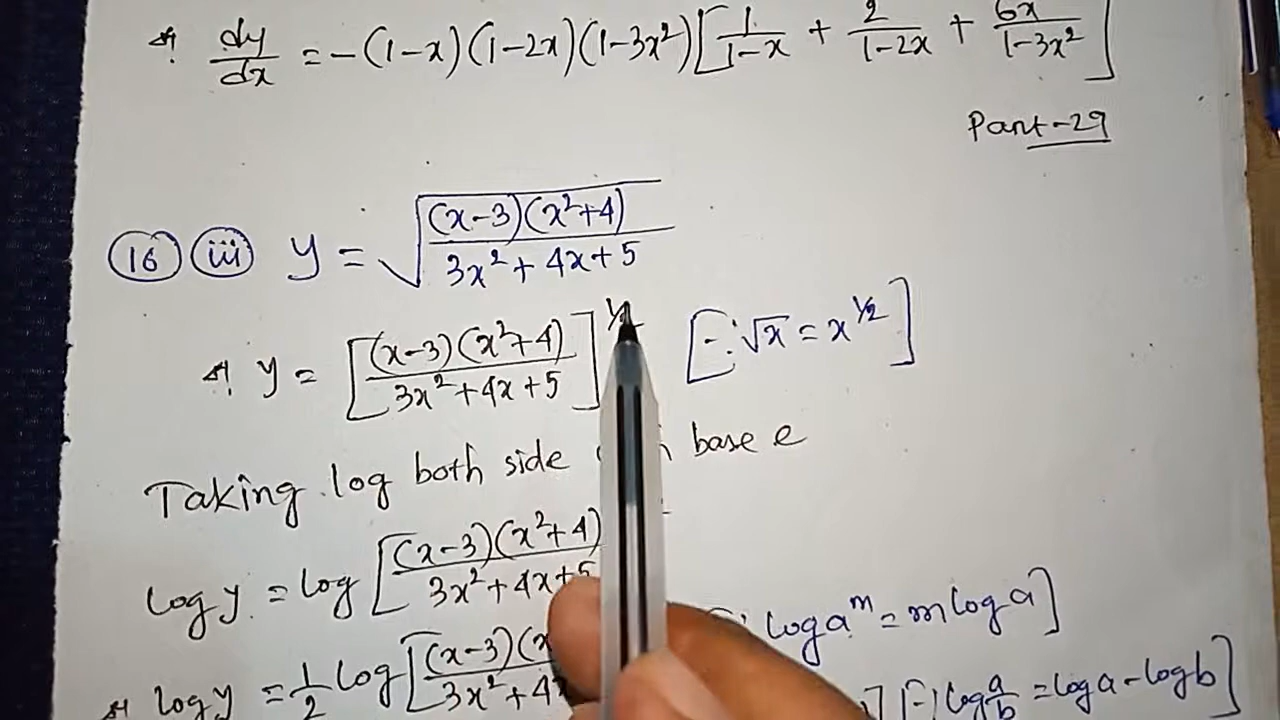 dy/dx = -(1-x)(1-2x)(1-3x²)[1/(1-x) + 2/(1-2x) + 6x/(1-3x²)]
Part-29
16 iii y = √((x-3)(x²+4)/(3x²+4x+5))
y = [(x-3)(x²+4)/(3x²+4x+5)]^1/2 [∵ √x = x^1/2]
Taking log both side base e
log y = log [(x-3)(x²+4)/(3x²+4x+5
log a^m = m log a]
log y = 1/2 log [(x-3)(x /(3x²+4x
] [∵ log a/b = log a - log b]